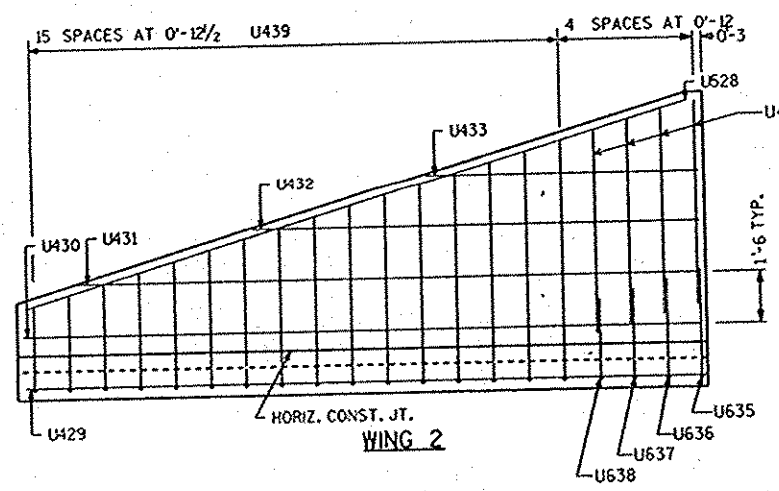 15 SPACES AT 0'-12½ U439
4 SPACES AT 0'-12
0'-3
U528
U433
U432
U430
U431
1'-6 TYP.
HORIZ. CONST. JT.
U429
WING 2
U635
U636
U637
U638